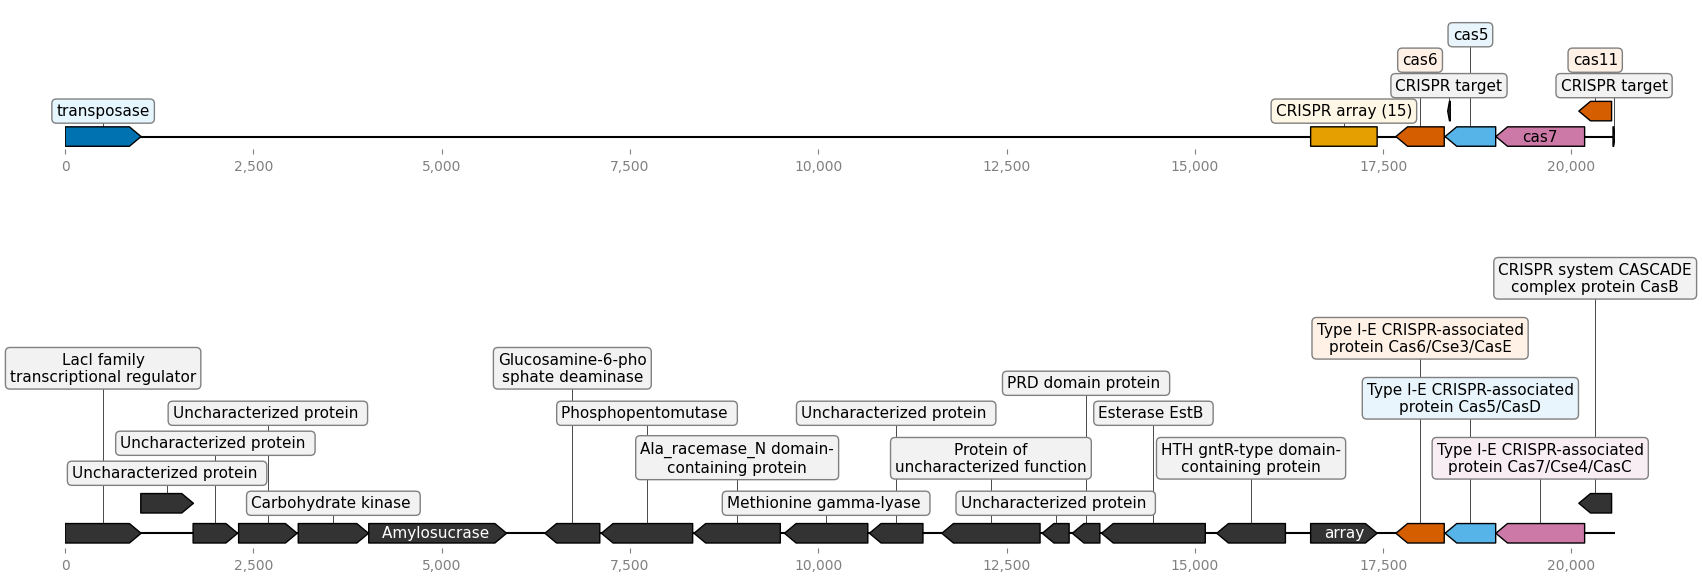 cas5
cas6
cas11
CRISPR target
CRISPR target
transposase
CRISPR array (15)
cas7
0
2,500
5,000
7,500
10,000
12,500
15,000
17,500
20,000
CRISPR system CASCADE
complex protein CasB
Type I-E CRISPR-associated
protein Cas6/Cse3/CasE
LacI family
transcriptional regulator
Glucosamine-6-pho
sphate deaminase
PRD domain protein
Type I-E CRISPR-associated
protein Cas5/CasD
Uncharacterized protein
Phosphopentomutase
Uncharacterized protein
Esterase EstB
Uncharacterized protein
Ala_racemase_N domain-
containing protein
Protein of
uncharacterized function
HTH gntR-type domain-
containing protein
Type I-E CRISPR-associated
protein Cas7/Cse4/CasC
Uncharacterized protein
Carbohydrate kinase
Methionine gamma-lyase
Uncharacterized protein
Amylosucrase
array
0
2,500
5,000
7,500
10,000
12,500
15,000
17,500
20,000